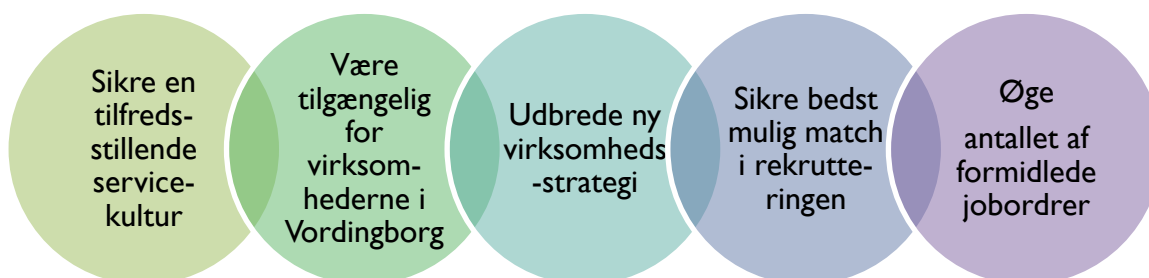 Sikre en
tilfreds-
stillende
service-
kultur
Være
tilgængelig
for
virksom-
hederne i
Vordingborg
Udbrede ny
virksomheds
-strategi
Sikre bedst
mulig match
i rekrutte-
ringen
Øge
antallet af
formidlede
jobordrer